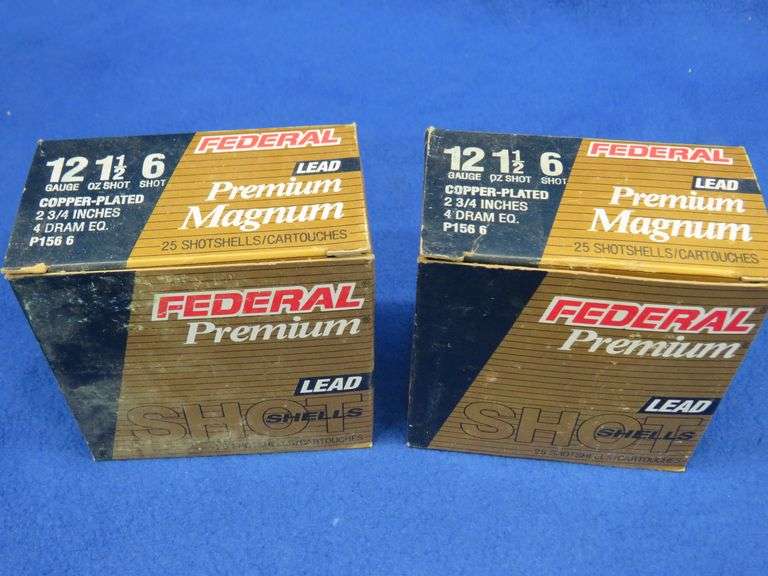 12 1 1/2 6
GAUGE OZ SHOT SHOT
COPPER-PLATED
2 3/4 INCHES
4 DRAM EQ.
P156 6
FEDERAL
LEAD
Premium
Magnum
25 SHOTSHELLS/CARTOUCHES
FEDERAL
Premium
LEAD
SHOT
SHELLS
25 SHOTSHELLS/CARTOUCHES
12 1 1/2 6
GAUGE OZ SHOT SHOT
COPPER-PLATED
2 3/4 INCHES
4 DRAM EQ.
P156 6
FEDERAL
LEAD
Premium
Magnum
25 SHOTSHELLS/CARTOUCHES
FEDERAL
Premium
LEAD
SHOT
SHELLS
25 SHOTSHELLS/CARTOUCHES